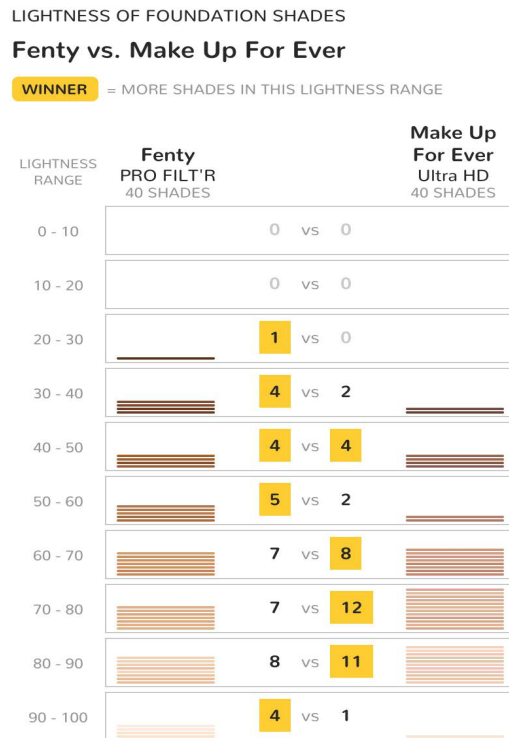 LIGHTNESS OF FOUNDATION SHADES
Fenty vs. Make Up For Ever
WINNER = MORE SHADES IN THIS LIGHTNESS RANGE
LIGHTNESS
RANGE
Fenty
PRO FILT'R
40 SHADES
Make Up
For Ever
Ultra HD
40 SHADES
0 - 10 0 vs 0
10 - 20 0 vs 0
20 - 30 1 vs 0
30 - 40 4 vs 2
40 - 50 4 vs 4
50 - 60 5 vs 2
60 - 70 7 vs 8
70 - 80 7 vs 12
80 - 90 8 vs 11
90 - 100 4 vs 1